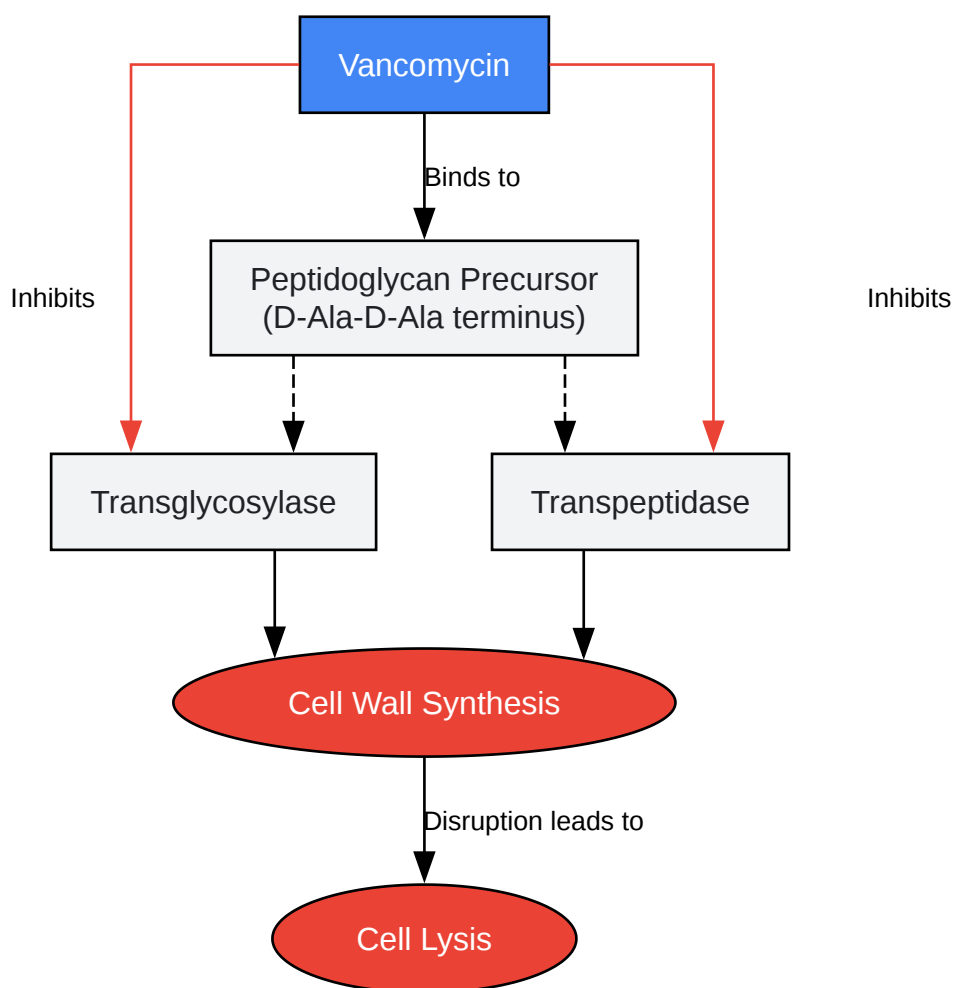 Vancomycin
Binds to
Peptidoglycan Precursor
(D-Ala-D-Ala terminus)
Inhibits
Inhibits
Transglycosylase
Transpeptidase
Cell Wall Synthesis
Disruption leads to
Cell Lysis